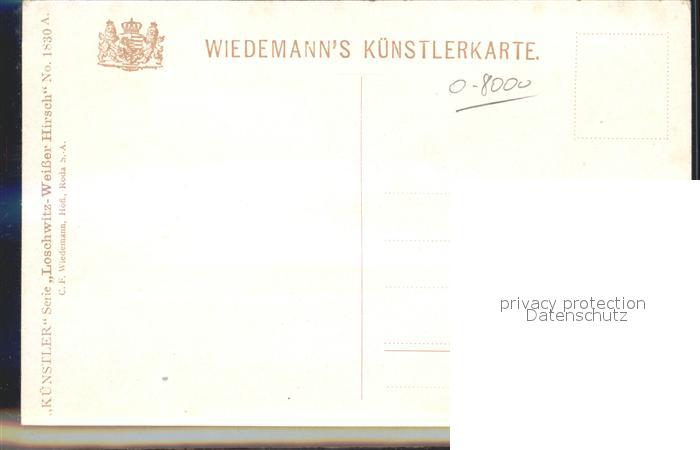 WIEDEMANN'S KÜNSTLERKARTE.
0-8000
„KÜNSTLER“ Serie „Loschwitz-Weißer Hirsch“ No. 1830 A.
C. F. Wiedemann, Hofl., Roda S.-A.
privacy protection
Datenschutz